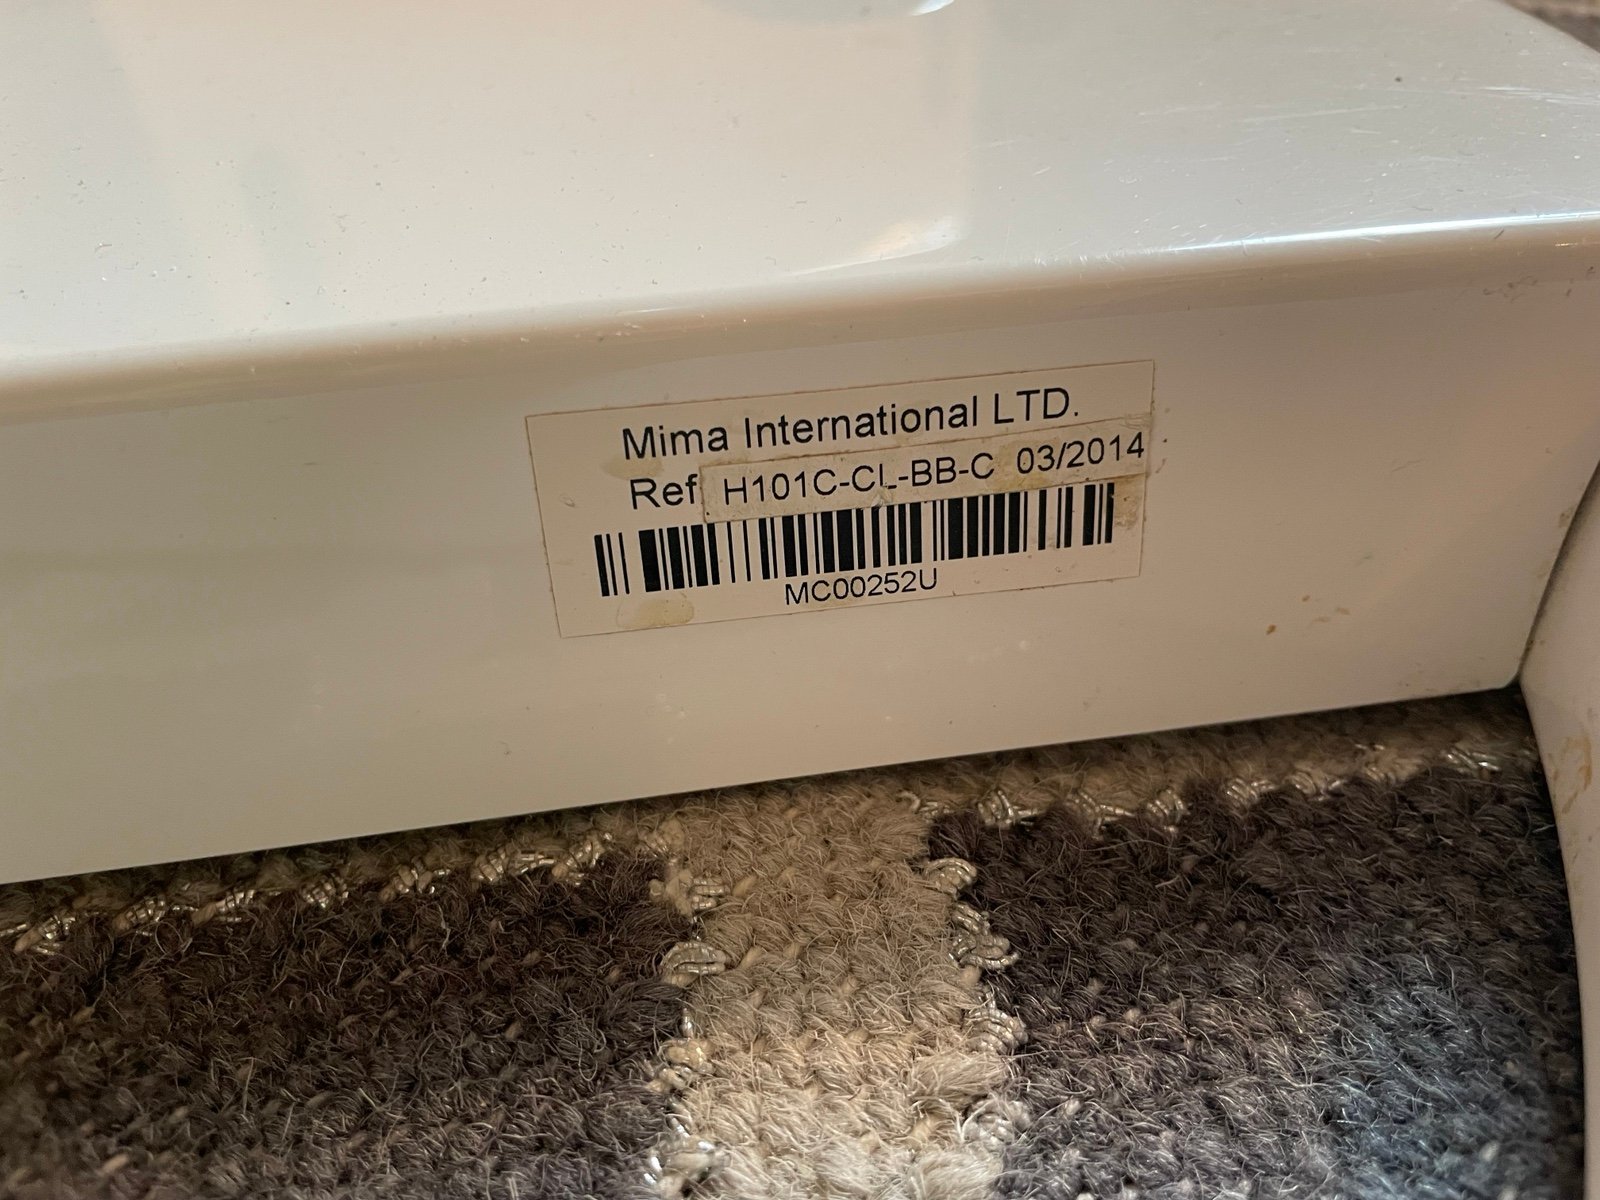 Mima International LTD.
Ref. H101C-CL-BB-C 03/2014
MC00252U